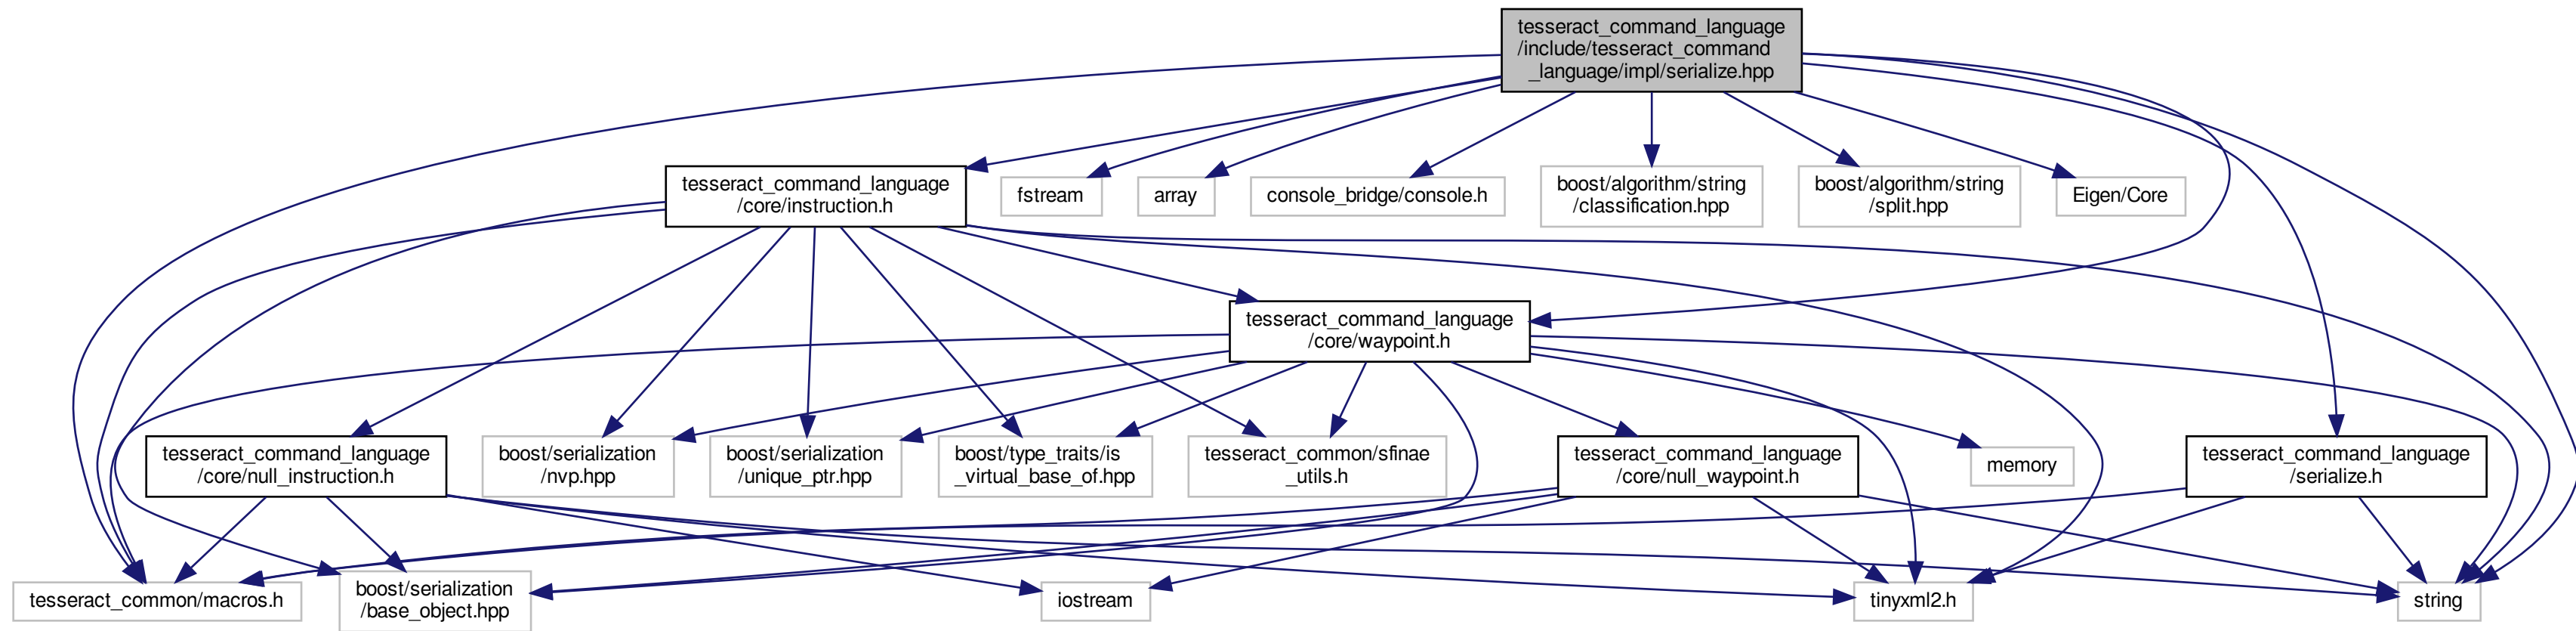 tesseract_command_language
/include/tesseract_command
_language/impl/serialize.hpp
tesseract_command_language
/core/instruction.h
fstream
array
console_bridge/console.h
boost/algorithm/string
/classification.hpp
boost/algorithm/string
/split.hpp
Eigen/Core
tesseract_command_language
/core/waypoint.h
tesseract_command_language
/core/null_instruction.h
boost/serialization
/nvp.hpp
boost/serialization
/unique_ptr.hpp
boost/type_traits/is
_virtual_base_of.hpp
tesseract_common/sfinae
_utils.h
tesseract_command_language
/core/null_waypoint.h
memory
tesseract_command_language
/serialize.h
tesseract_common/macros.h
boost/serialization
/base_object.hpp
iostream
tinyxml2.h
string